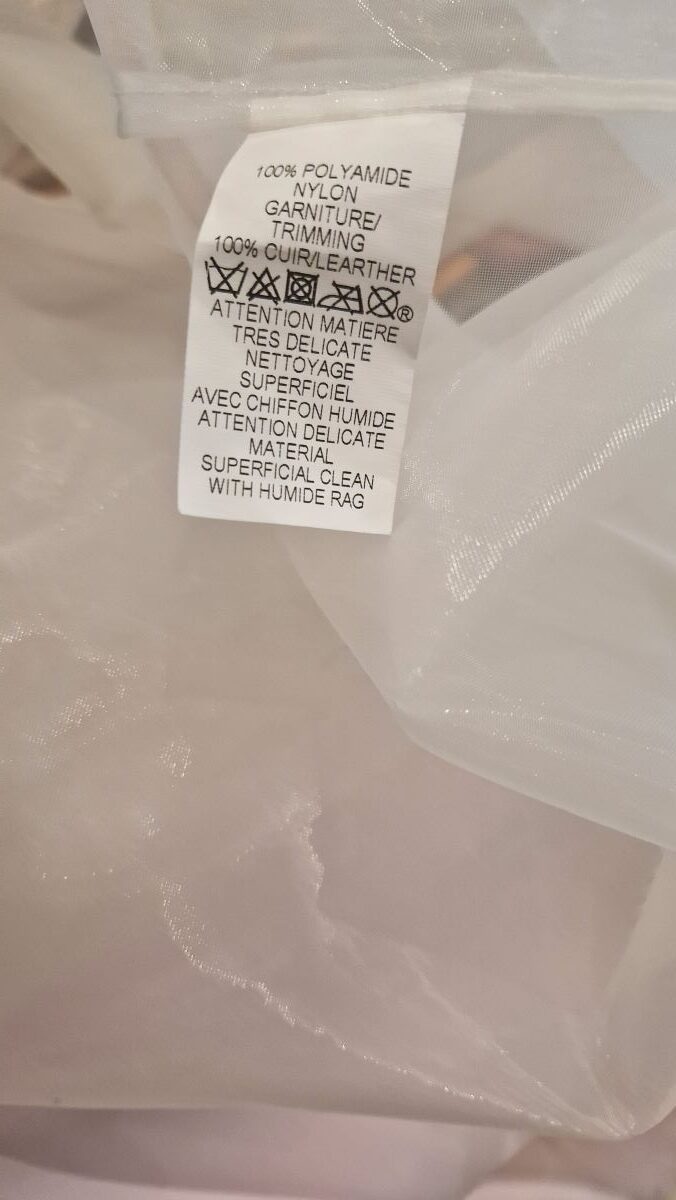 100% POLYAMIDE
NYLON
GARNITURE/
TRIMMING
100% CUIR/LEARTHER
®
ATTENTION MATIERE
TRES DELICATE
NETTOYAGE
SUPERFICIEL
AVEC CHIFFON HUMIDE
ATTENTION DELICATE
MATERIAL
SUPERFICIAL CLEAN
WITH HUMIDE RAG